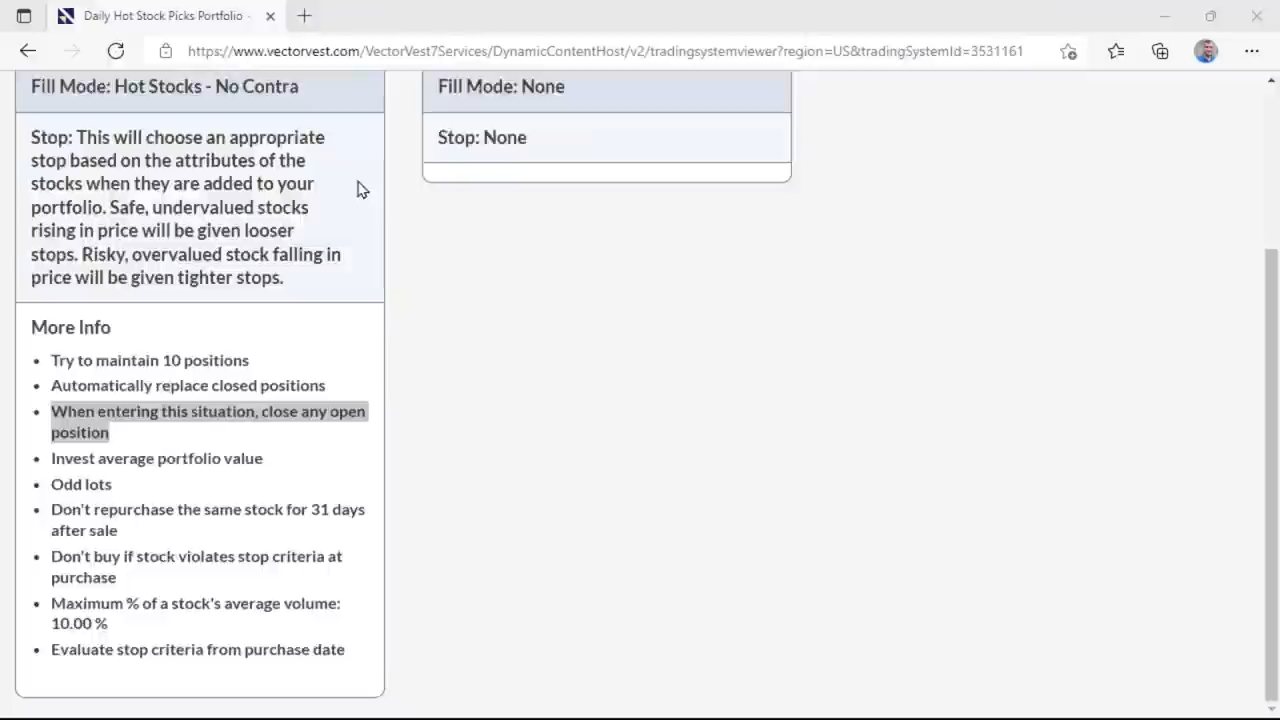 Daily Hot Stock Picks Portfolio -
https://www.vectorvest.com/VectorVest7Services/DynamicContentHost/v2/tradingsystemviewer?region=US&tradingSystemId=3531161
Fill Mode: Hot Stocks - No Contra
Stop: This will choose an appropriate
stop based on the attributes of the
stocks when they are added to your
portfolio. Safe, undervalued stocks
rising in price will be given looser
stops. Risky, overvalued stock falling in
price will be given tighter stops.
More Info
• Try to maintain 10 positions
• Automatically replace closed positions
• When entering this situation, close any open
position
• Invest average portfolio value
• Odd lots
• Don't repurchase the same stock for 31 days
after sale
• Don't buy if stock violates stop criteria at
purchase
• Maximum % of a stock's average volume:
10.00 %
• Evaluate stop criteria from purchase date
Fill Mode: None
Stop: None